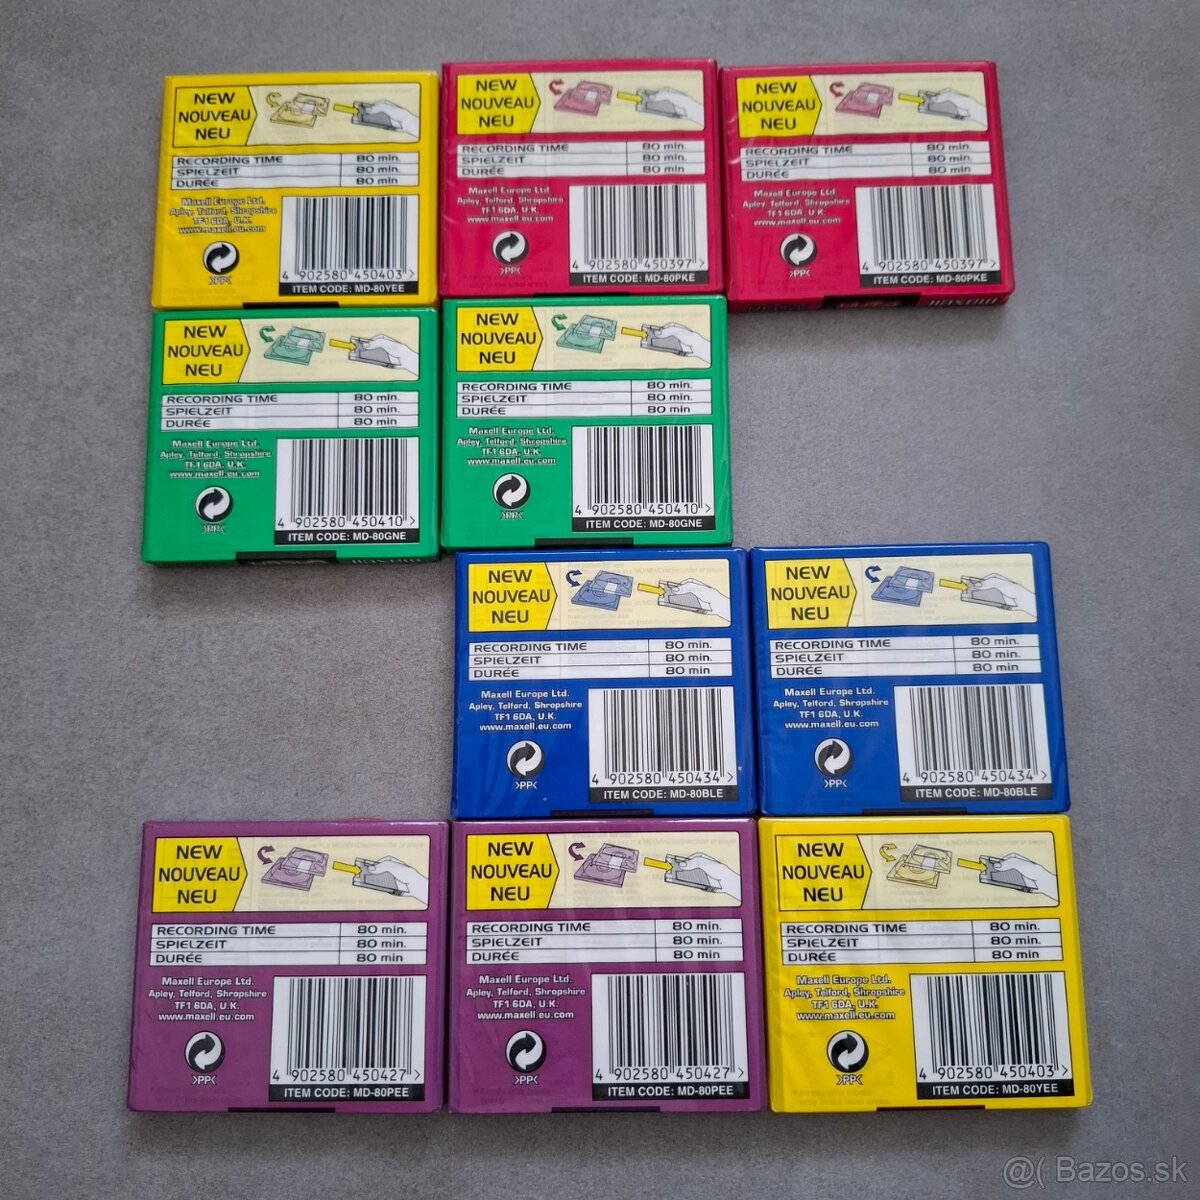 NEW
NOUVEAU
NEU
RECORDING TIME 80 min.
SPIELZEIT 80 min.
DURÉE 80 min
Maxell Europe Ltd.
Apley, Telford, Shropshire
TF1 6DA, U.K.
www.maxell.eu.com
PP
4 902580 450403
ITEM CODE: MD-80YEE
NEW
NOUVEAU
NEU
RECORDING TIME 80 min.
SPIELZEIT 80 min.
DURÉE 80 min
Maxell Europe Ltd.
Apley, Telford, Shropshire
TF1 6DA, U.K.
www.maxell.eu.com
PP
4 902580 450397
ITEM CODE: MD-80PKE
NEW
NOUVEAU
NEU
RECORDING TIME 80 min.
SPIELZEIT 80 min.
DURÉE 80 min
Maxell Europe Ltd.
Apley, Telford, Shropshire
TF1 6DA, U.K.
www.maxell.eu.com
PP
4 902580 450397
ITEM CODE: MD-80PKE
maxell
NEW
NOUVEAU
NEU
RECORDING TIME 80 min.
SPIELZEIT 80 min.
DURÉE 80 min
Maxell Europe Ltd.
Apley, Telford, Shropshire
TF1 6DA, U.K.
www.maxell.eu.com
PP
4 902580 450410
ITEM CODE: MD-80GNE
maxell
NEW
NOUVEAU
NEU
RECORDING TIME 80 min.
SPIELZEIT 80 min.
DURÉE 80 min
Maxell Europe Ltd.
Apley, Telford, Shropshire
TF1 6DA, U.K.
www.maxell.eu.com
PP
4 902580 450410
ITEM CODE: MD-80GNE
NEW
NOUVEAU
NEU
RECORDING TIME 80 min.
SPIELZEIT 80 min.
DURÉE 80 min
Maxell Europe Ltd.
Apley, Telford, Shropshire
TF1 6DA, U.K.
www.maxell.eu.com
PP
4 902580 450434
ITEM CODE: MD-80BLE
NEW
NOUVEAU
NEU
RECORDING TIME 80 min.
SPIELZEIT 80 min.
DURÉE 80 min
Maxell Europe Ltd.
Apley, Telford, Shropshire
TF1 6DA, U.K.
www.maxell.eu.com
PP
4 902580 450434
ITEM CODE: MD-80BLE
NEW
NOUVEAU
NEU
RECORDING TIME 80 min.
SPIELZEIT 80 min.
DURÉE 80 min
Maxell Europe Ltd.
Apley, Telford, Shropshire
TF1 6DA, U.K.
www.maxell.eu.com
PP
4 902580 450427
ITEM CODE: MD-80PEE
NEW
NOUVEAU
NEU
RECORDING TIME 80 min.
SPIELZEIT 80 min.
DURÉE 80 min
Maxell Europe Ltd.
Apley, Telford, Shropshire
TF1 6DA, U.K.
www.maxell.eu.com
PP
4 902580 450427
ITEM CODE: MD-80PEE
NEW
NOUVEAU
NEU
RECORDING TIME 80 min.
SPIELZEIT 80 min.
DURÉE 80 min
Maxell Europe Ltd.
Apley, Telford, Shropshire
TF1 6DA, U.K.
www.maxell.eu.com
PP
4 902580 450403
ITEM CODE: MD-80YEE
@( Bazos.sk